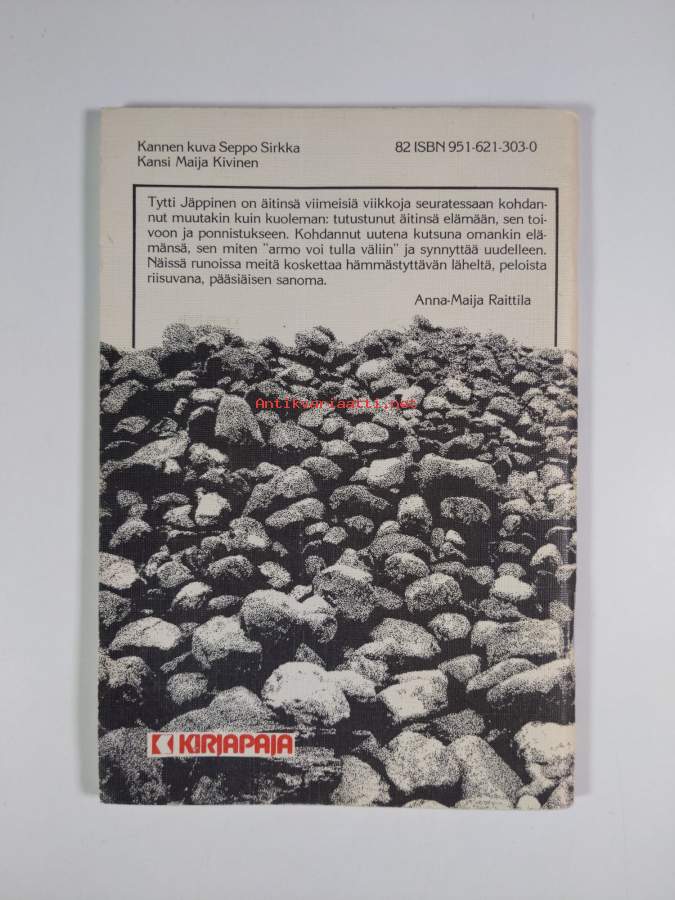 Kannen kuva Seppo Sirkka 82 ISBN 951-621-303-0
Kansi Maija Kivinen
Tytti Jäppinen on äitinsä viimeisiä viikkoja seuratessaan kohdan-
nut muutakin kuin kuoleman: tutustunut äitinsä elämään, sen toi-
voon ja ponnistukseen. Kohdannut uutena kutsuna omankin elä-
mänsä, sen miten "armo voi tulla väliin" ja synnyttää uudelleen.
Näissä runoissa meitä koskettaa hämmästyttävän läheltä, peloista
riisuvana, pääsiäisen sanoma.
Anna-Maija Raittila
Antikvariaatti.net
KIRJAPAJA